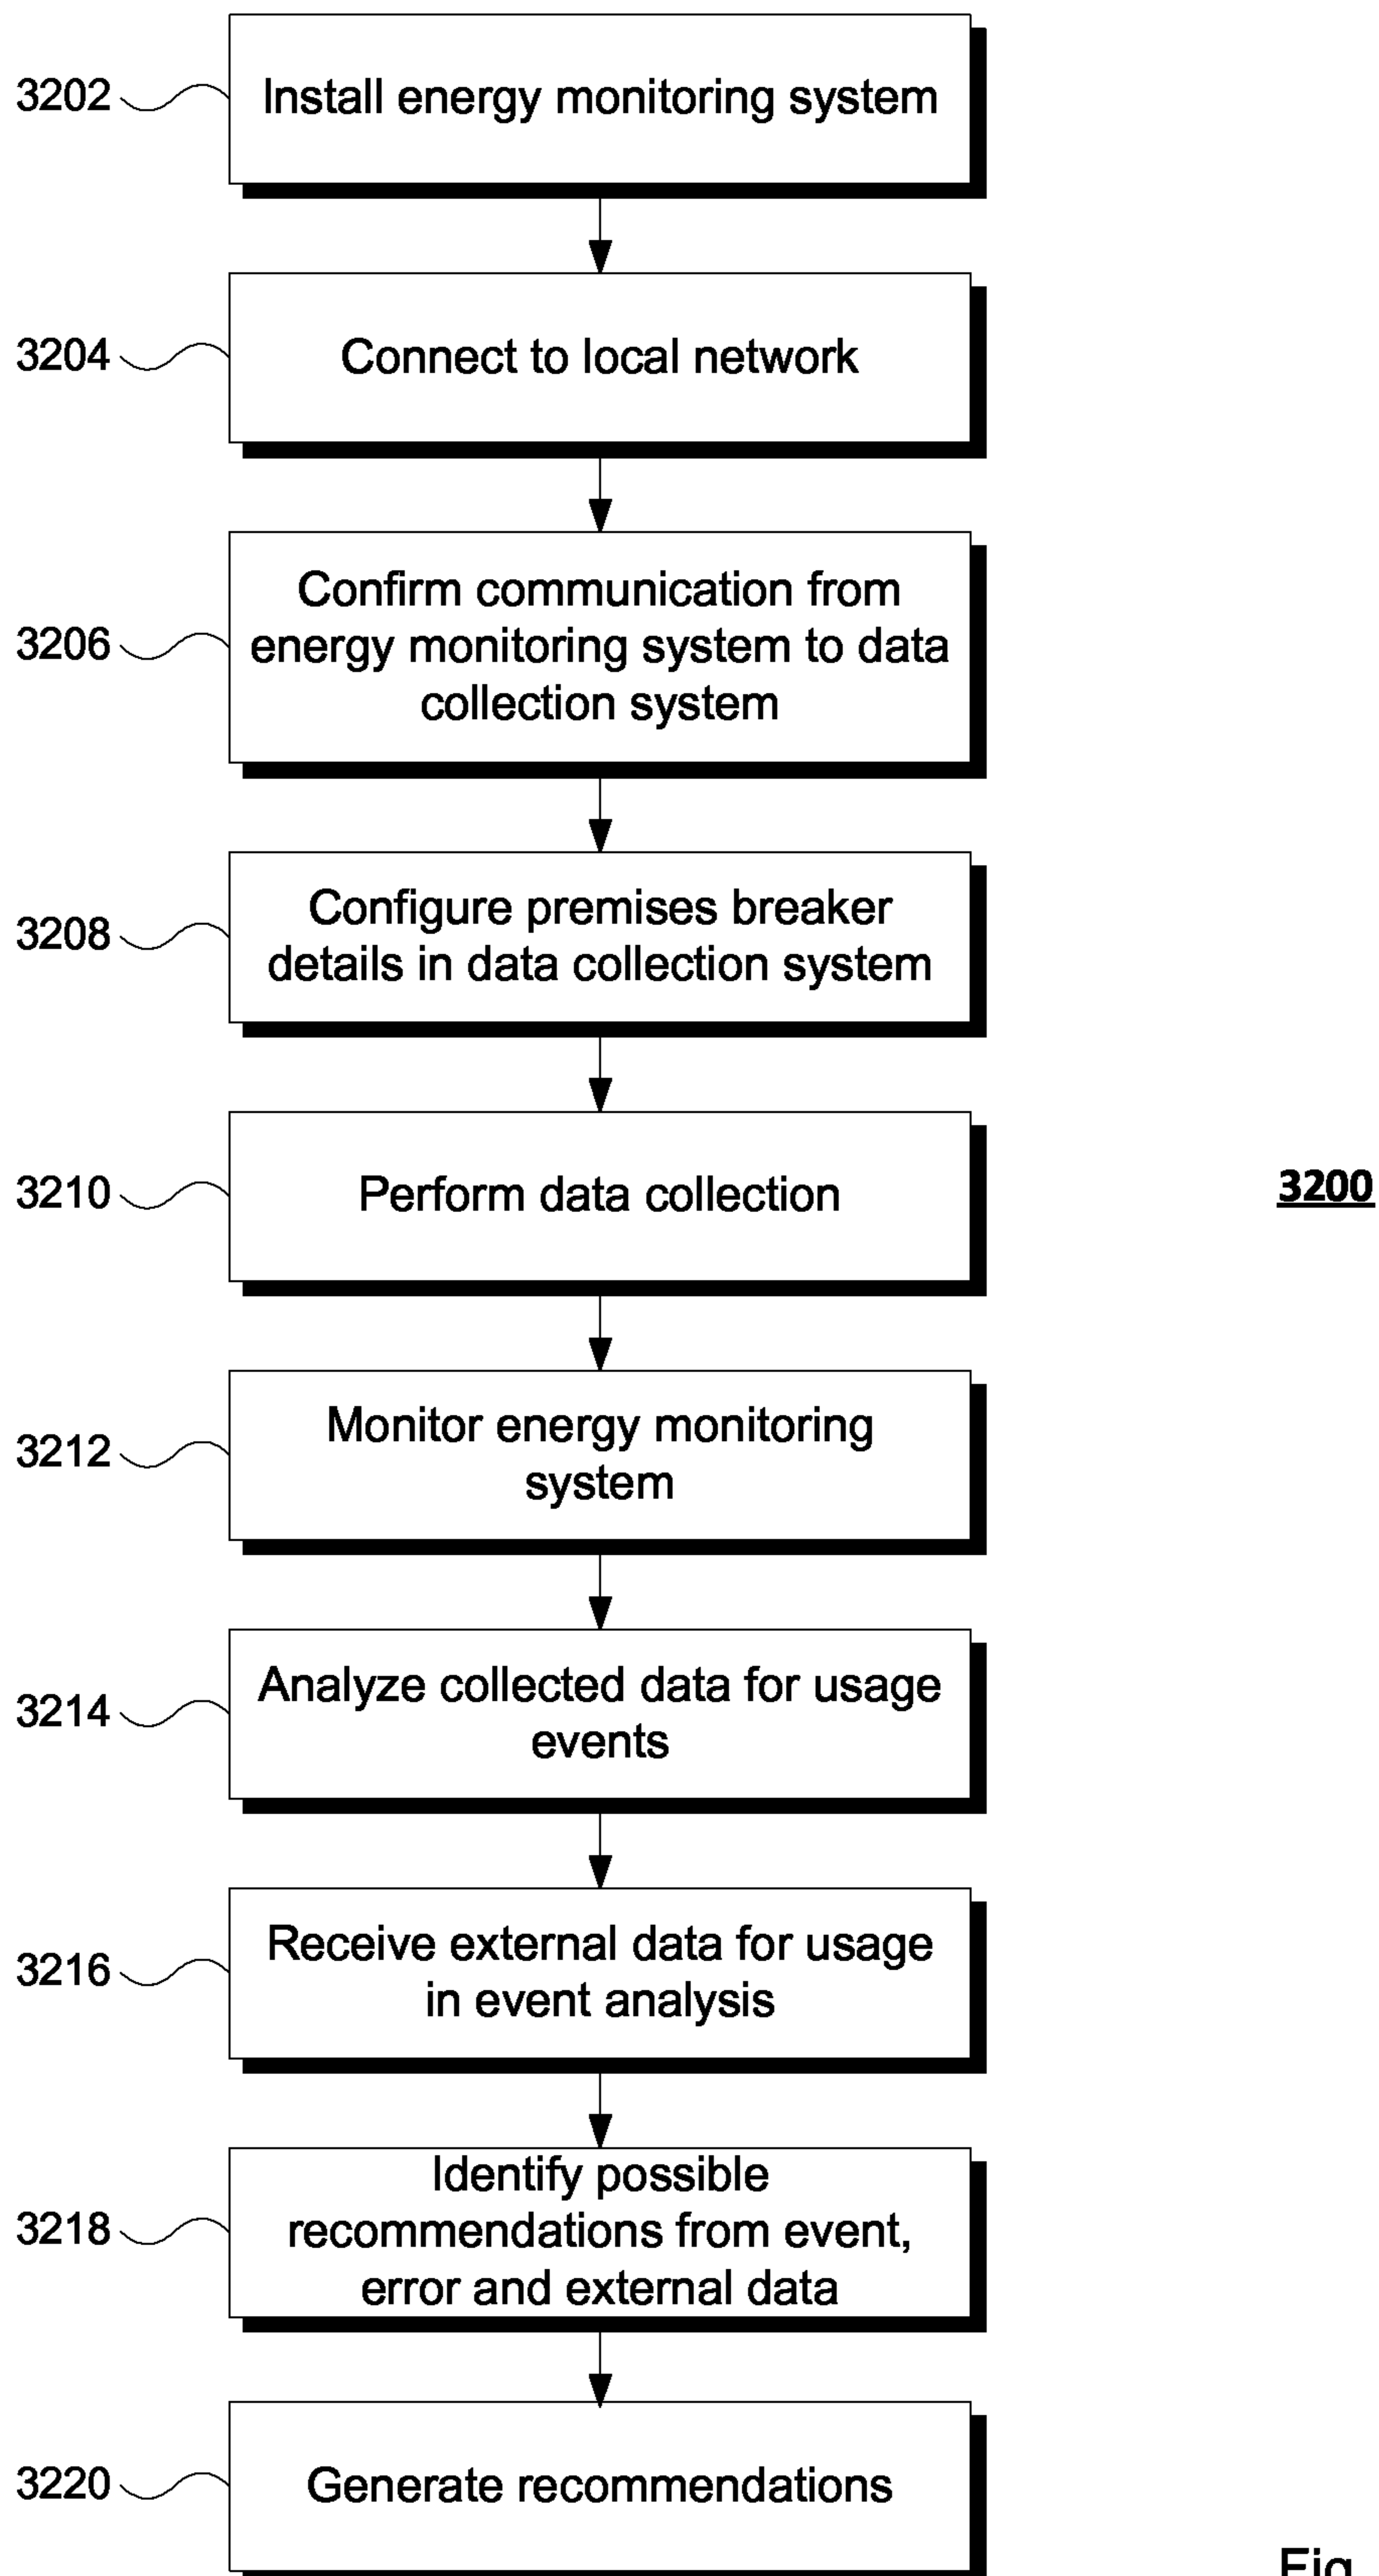 3202
Install energy monitoring system
3204
Connect to local network
3206
Confirm communication from
energy monitoring system to data
collection system
3208
Configure premises breaker
details in data collection system
3210
Perform data collection
3200
3212
Monitor energy monitoring
system
3214
Analyze collected data for usage
events
3216
Receive external data for usage
in event analysis
3218
Identify possible
recommendations from event,
error and external data
3220
Generate recommendations
Fig